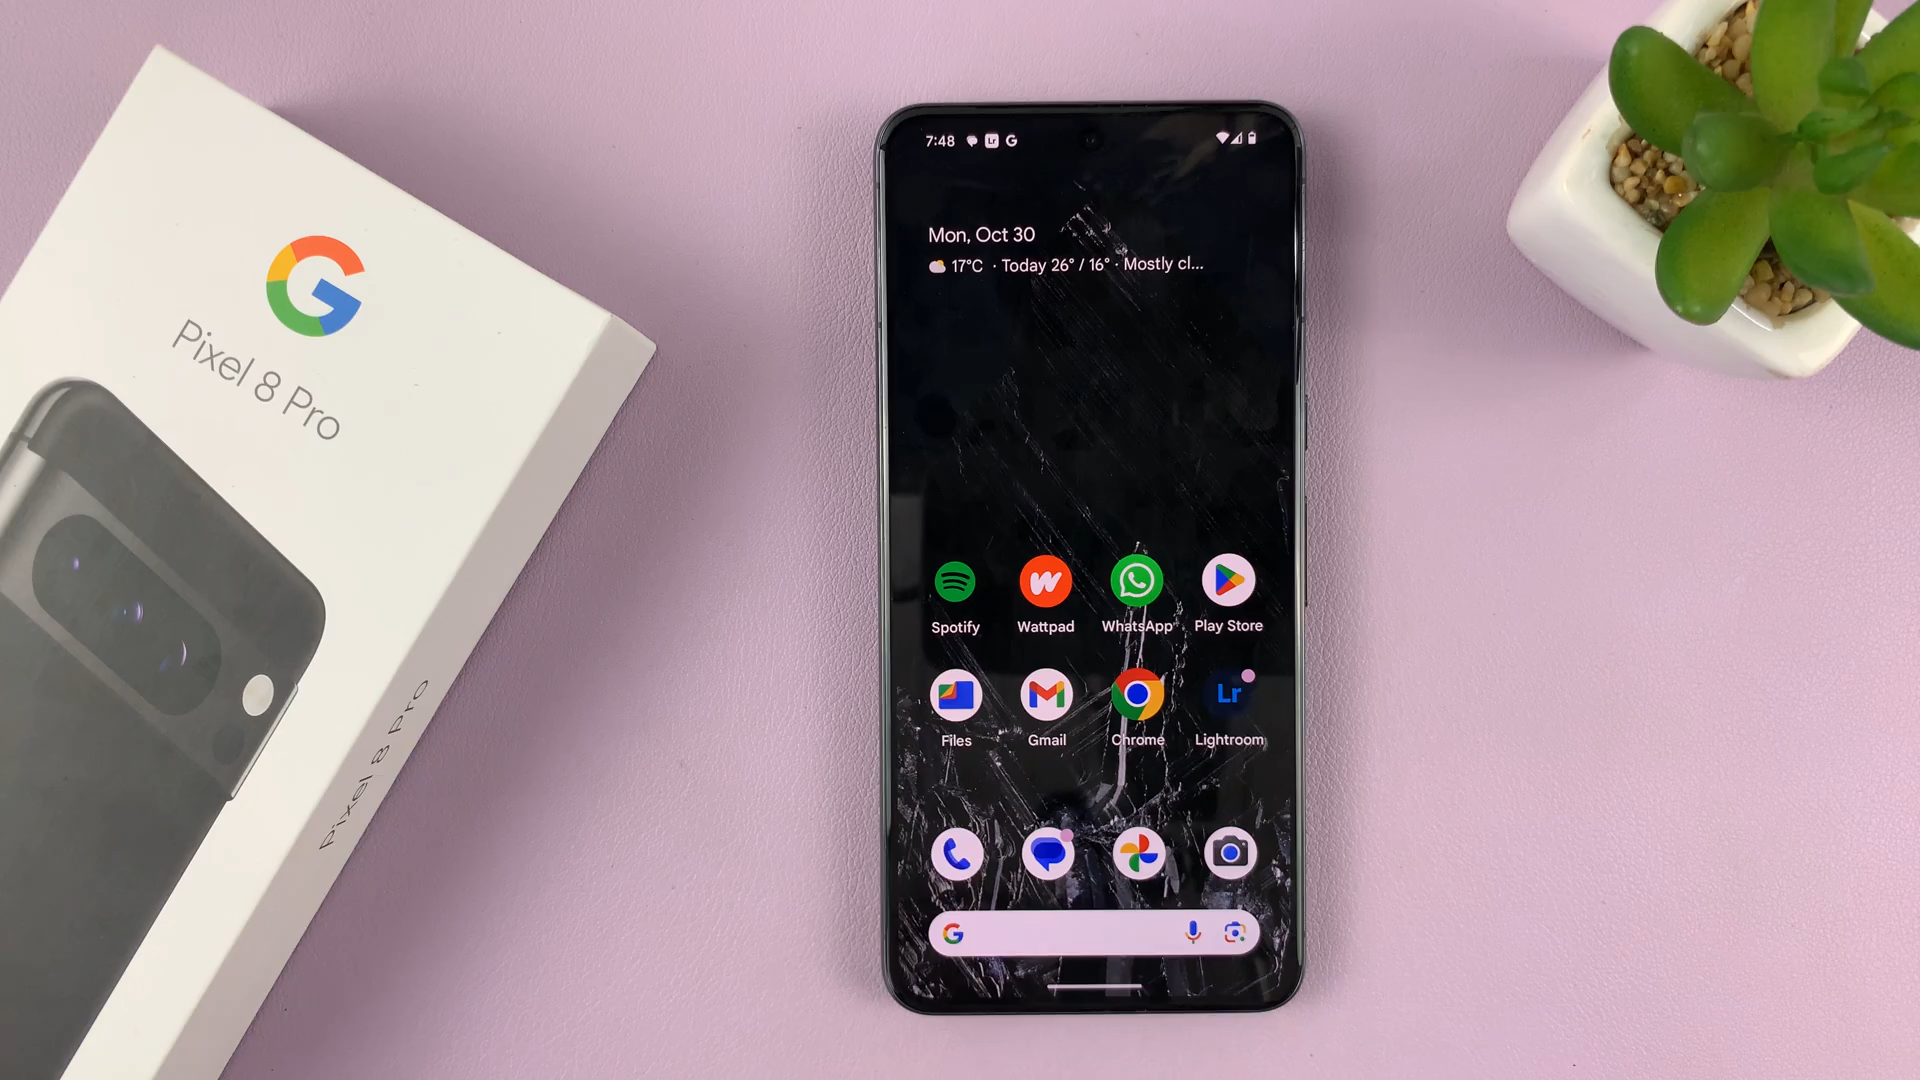 Pixel 8 Pro
Pixel 8 Pro
7:48
Mon, Oct 30
17°C · Today 26° / 16° · Mostly cl...
Spotify
Wattpad
WhatsApp
Play Store
Lr
Files
Gmail
Chrome
Lightroom